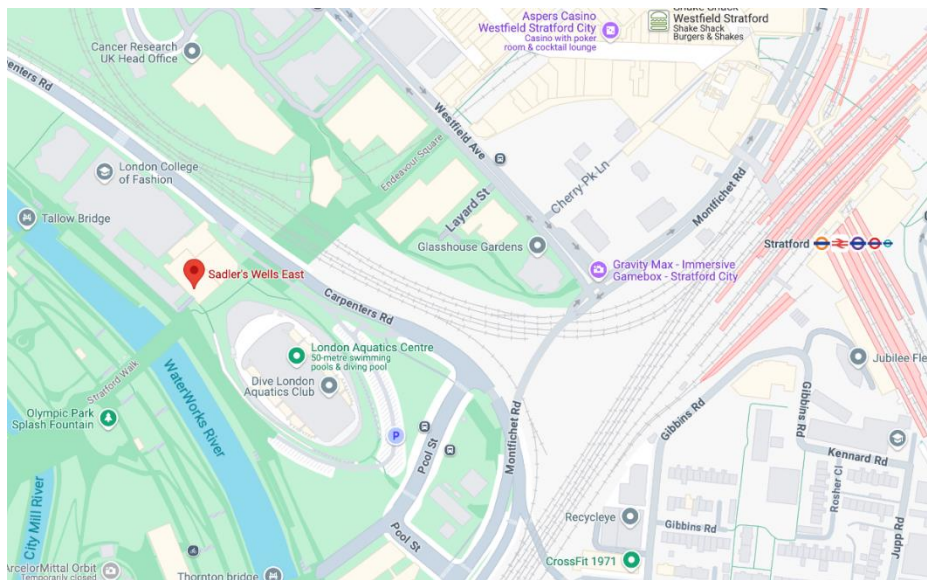 Shake Shack
Westfield Stratford
Shake Shack
Burgers & Shakes
Aspers Casino
Westfield Stratford City
Casino with poker
room & cocktail lounge
Cancer Research
UK Head Office
Carpenters Rd
Westfield Ave
Endeavour Square
Cherry Pk Ln
Montfichet Rd
London College
of Fashion
Layard St
Tallow Bridge
Glasshouse Gardens
Stratford
Sadler's Wells East
Gravity Max - Immersive
Gamebox - Stratford City
Carpenters Rd
London Aquatics Centre
50-metre swimming
pools & diving pool
Dive London
Aquatics Club
Jubilee Fle
Stratford Walk
WaterWorks River
Olympic Park
Splash Fountain
P
Pool St
Montfichet Rd
Gibbins Rd
Gibbins Rd
Kennard Rd
Rosher Cl
Jupp Rd
City Mill River
Recycleye
Gibbins Rd
Pool St
CrossFit 1971
ArcelorMittal Orbit
Temporarily closed
Thornton bridge